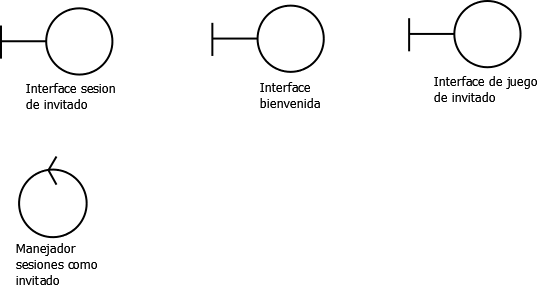 Interface sesion
de invitado
Interface
bienvenida
Interface de juego
de invitado
Manejador
sesiones como
invitado